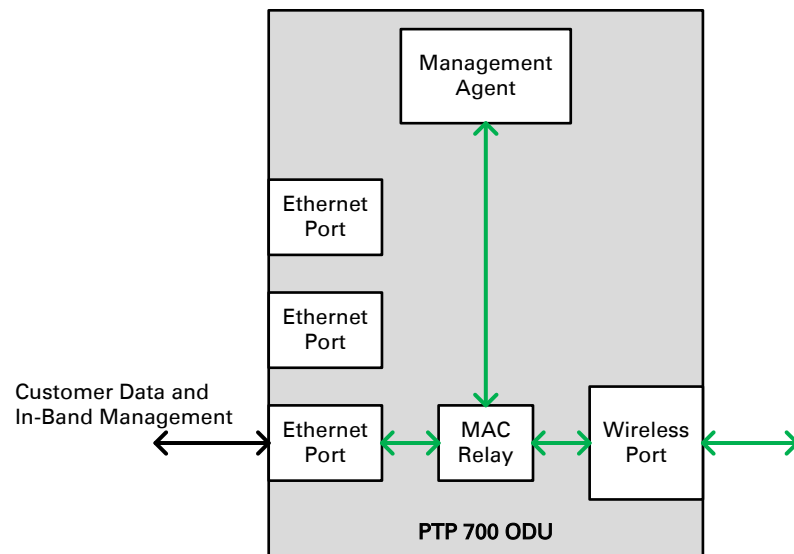 Management
Agent
Ethernet
Port
Ethernet
Port
Customer Data and
In-Band Management
Ethernet
Port
MAC
Relay
Wireless
Port
PTP 700 ODU